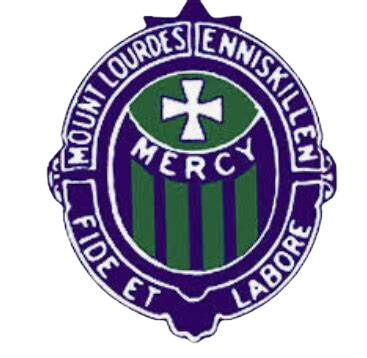 MOUNT LOURDES ENNISKILLEN
MERCY
FIDE ET LABORE